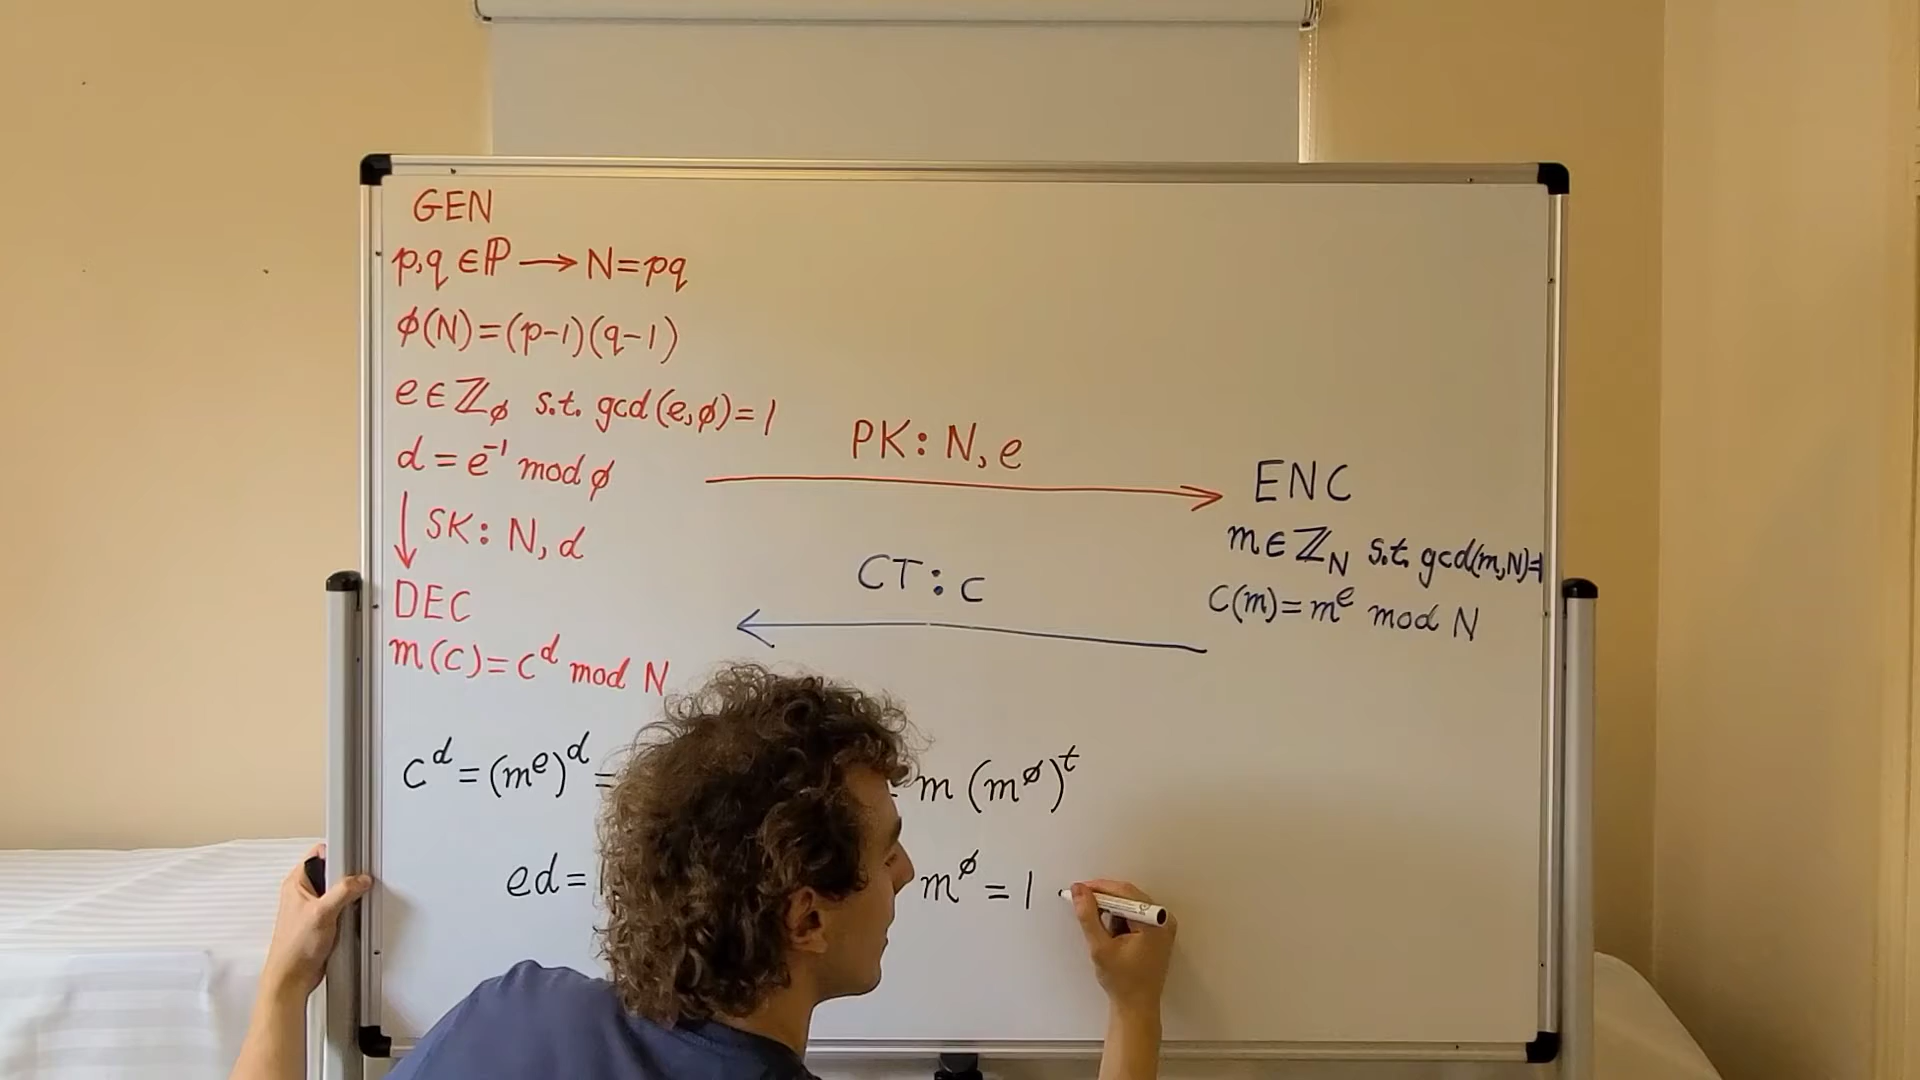 GEN
p,q ∈ ℙ → N=pq
ϕ(N)=(p-1)(q-1)
e ∈ ℤ_ϕ s.t. gcd(e,ϕ)=1
d = e^-1 mod ϕ
↓ SK: N, d
DEC
m(c)=c^d mod N
PK: N, e
CT: c
ENC
m ∈ ℤ_N s.t. gcd(m,N)=1
C(m)=m^e mod N
c^d = (m^e)^d = m (m^ϕ)^t
ed = m^ϕ = 1